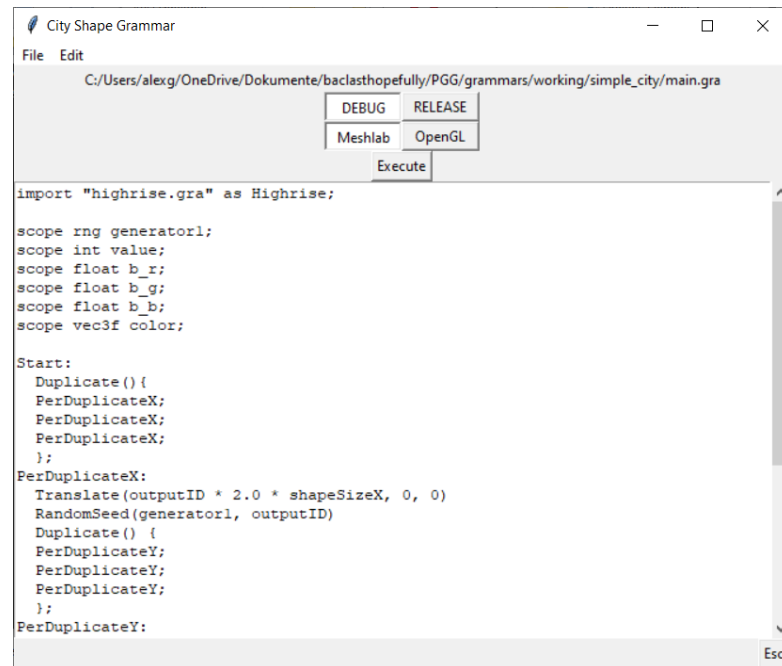 City Shape Grammar
File Edit
C:/Users/alexg/OneDrive/Dokumente/baclasthopefully/PGG/grammars/working/simple_city/main.gra
DEBUG RELEASE
Meshlab OpenGL
Execute
import "highrise.gra" as Highrise;

scope rng generator1;
scope int value;
scope float b_r;
scope float b_g;
scope float b_b;
scope vec3f color;

Start:
  Duplicate(){
  PerDuplicateX;
  PerDuplicateX;
  PerDuplicateX;
  };
PerDuplicateX:
  Translate(outputID * 2.0 * shapeSizeX, 0, 0)
  RandomSeed(generator1, outputID)
  Duplicate() {
  PerDuplicateY;
  PerDuplicateY;
  PerDuplicateY;
  };
PerDuplicateY:
Esc